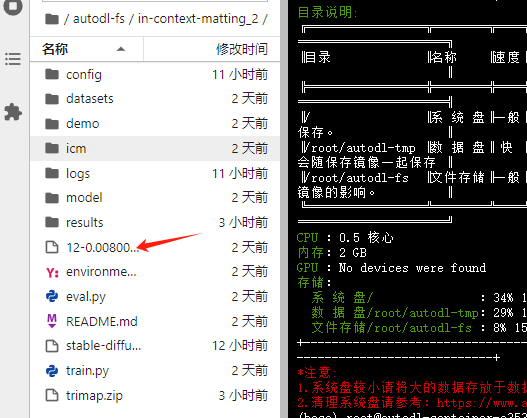 / autodl-fs / in-context-matting_2 /
名称 修改时间
config 11 小时前
datasets 2 天前
demo 2 天前
icm 2 天前
logs 11 小时前
model 2 天前
results 3 小时前
12-0.00800... 2 天前
environme... 2 天前
eval.py 2 天前
README.md 2 天前
stable-diffu... 12 小时前
train.py 2 天前
trimap.zip 2 天前
目录说明:
║目录 ║名称 ║速度
║/ ║系 统 盘║一般
保存。 ║
║/root/autodl-tmp ║数 据 盘║ 快
会随保存镜像一起保存 ║
║/root/autodl-fs ║文件存储║一般
镜像的影响。 ║
CPU : 0.5 核心
内存: 2 GB
GPU : No devices were found
存储:
系 统 盘/ : 34% 1
数 据 盘/root/autodl-tmp: 29% 1
文件存储/root/autodl-fs : 8% 15
*注意:
1.系统盘较小请将大的数据存放于数据
2.清理系统盘请参考: https://www.a